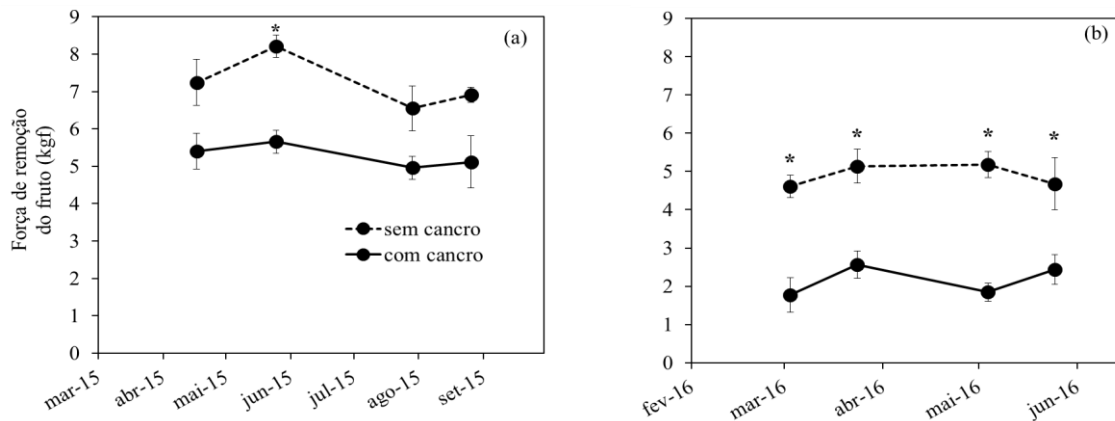 9
8
7
6
5
4
3
2
1
0
Força de remoção
do fruto (kgf)
(a)
*
sem cancro
com cancro
mar-15
abr-15
mai-15
jun-15
jul-15
ago-15
set-15
9
8
7
6
5
4
3
2
1
0
(b)
*
*
*
*
fev-16
mar-16
abr-16
mai-16
jun-16